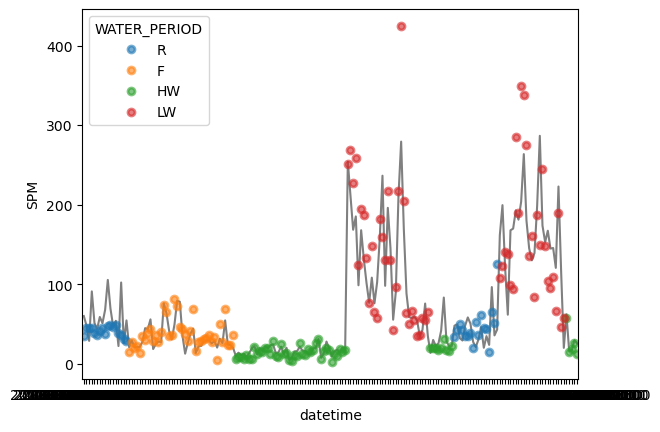 WATER_PERIOD
R
F
HW
LW
400
300
200
100
0
SPM
datetime